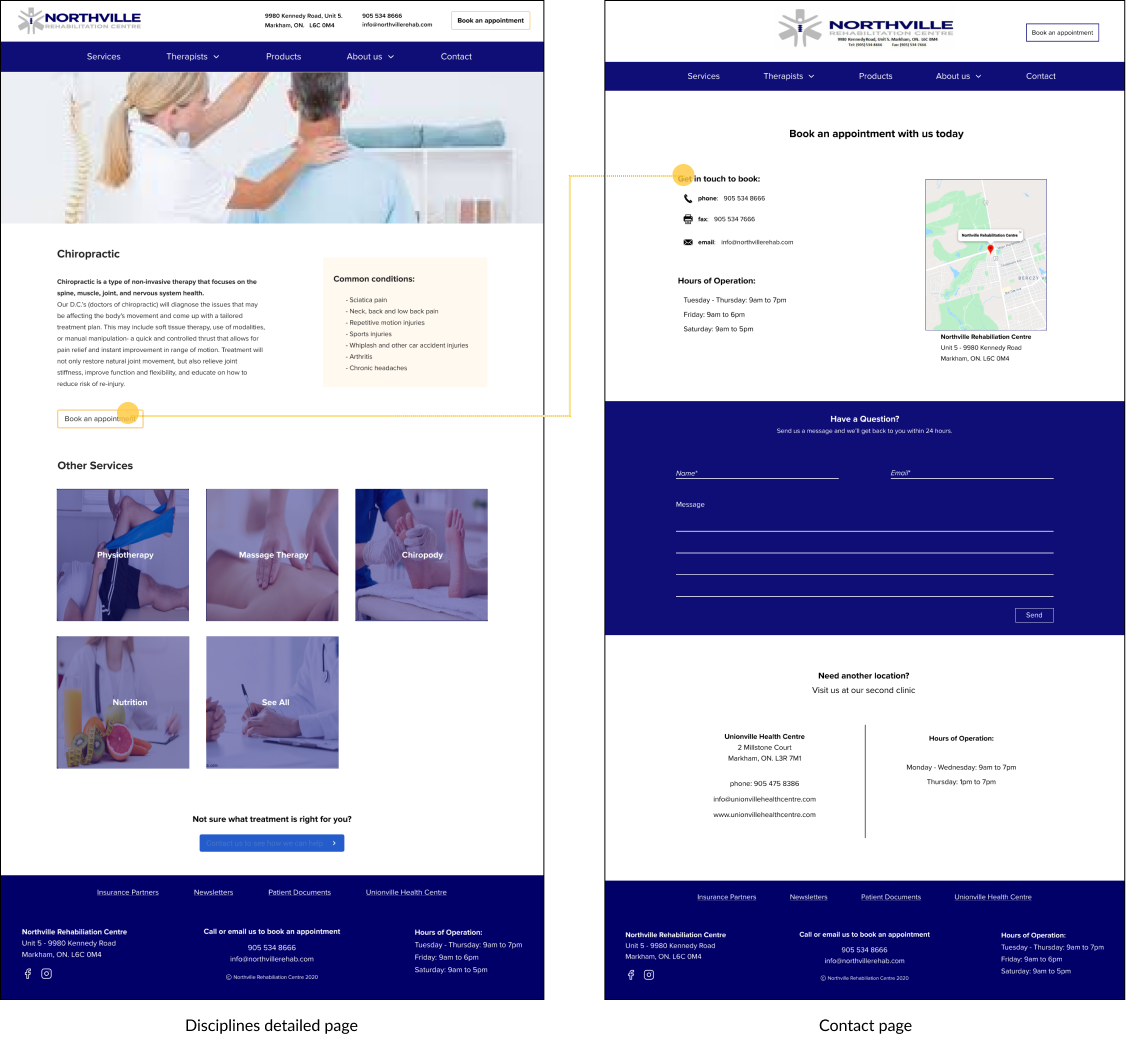 NORTHVILLE
REHABILITATION CENTRE
9980 Kennedy Road, Unit 5.
Markham, ON. L6C 0M4
905 534 8666
info@northvillerehab.com
Book an appointment
Services
Therapists
Products
About us
Contact
Chiropractic
Chiropractic is a type of non-invasive therapy that focuses on the
spine, muscle, joint, and nervous system health.
Our D.C.'s (doctors of chiropractic) will diagnose the issues that may
be affecting the body's movement and come up with a tailored
treatment plan. This may include soft tissue therapy, use of modalities,
or manual manipulation- a quick and controlled thrust that allows for
pain relief and instant improvement in range of motion. Treatment will
not only restore natural joint movement, but also relieve joint
stiffness, improve function and flexibility, and educate on how to
reduce risk of re-injury.
Common conditions:
- Sciatica pain
- Neck, back and low back pain
- Repetitive motion injuries
- Sports injuries
- Whiplash and other car accident injuries
- Arthritis
- Chronic headaches
Book an appointment
Other Services
Physiotherapy
Massage Therapy
Chiropody
Nutrition
See All
Not sure what treatment is right for you?
Contact us to see how we can help
Insurance Partners
Newsletters
Patient Documents
Unionville Health Centre
Northville Rehabiliation Centre
Unit 5 - 9980 Kennedy Road
Markham, ON. L6C 0M4
Call or email us to book an appointment
905 534 8666
info@northvillerehab.com
© Northville Rehabilitation Centre 2020
Hours of Operation:
Tuesday - Thursday: 9am to 7pm
Friday: 9am to 6pm
Saturday: 9am to 5pm
Disciplines detailed page
NORTHVILLE
REHABILITATION CENTRE
9980 Kennedy Road, Unit 5, Markham, ON. L6C 0M4
Tel: (905) 534-8666 Fax: (905) 534-7666
Book an appointment
Services
Therapists
Products
About us
Contact
Book an appointment with us today
Get in touch to book:
phone: 905 534 8666
fax: 905 534 7666
email: info@northvillerehab.com
Hours of Operation:
Tuesday - Thursday: 9am to 7pm
Friday: 9am to 6pm
Saturday: 9am to 5pm
Northville Rehabilitation Centre
BERCZY
Northville Rehabilitation Centre
Unit 5 - 9980 Kennedy Road
Markham, ON. L6C 0M4
Have a Question?
Send us a message and we'll get back to you within 24 hours.
Name*
Email*
Message
Send
Need another location?
Visit us at our second clinic
Unionville Health Centre
2 Millstone Court
Markham, ON. L3R 7M1
phone: 905 475 8386
info@unionvillehealthcentre.com
www.unionvillehealthcentre.com
Hours of Operation:
Monday - Wednesday: 9am to 7pm
Thursday: 1pm to 7pm
Insurance Partners
Newsletters
Patient Documents
Unionville Health Centre
Northville Rehabiliation Centre
Unit 5 - 9980 Kennedy Road
Markham, ON. L6C 0M4
Call or email us to book an appointment
905 534 8666
info@northvillerehab.com
© Northville Rehabilitation Centre 2020
Hours of Operation:
Tuesday - Thursday: 9am to 7pm
Friday: 9am to 6pm
Saturday: 9am to 5pm
Contact page